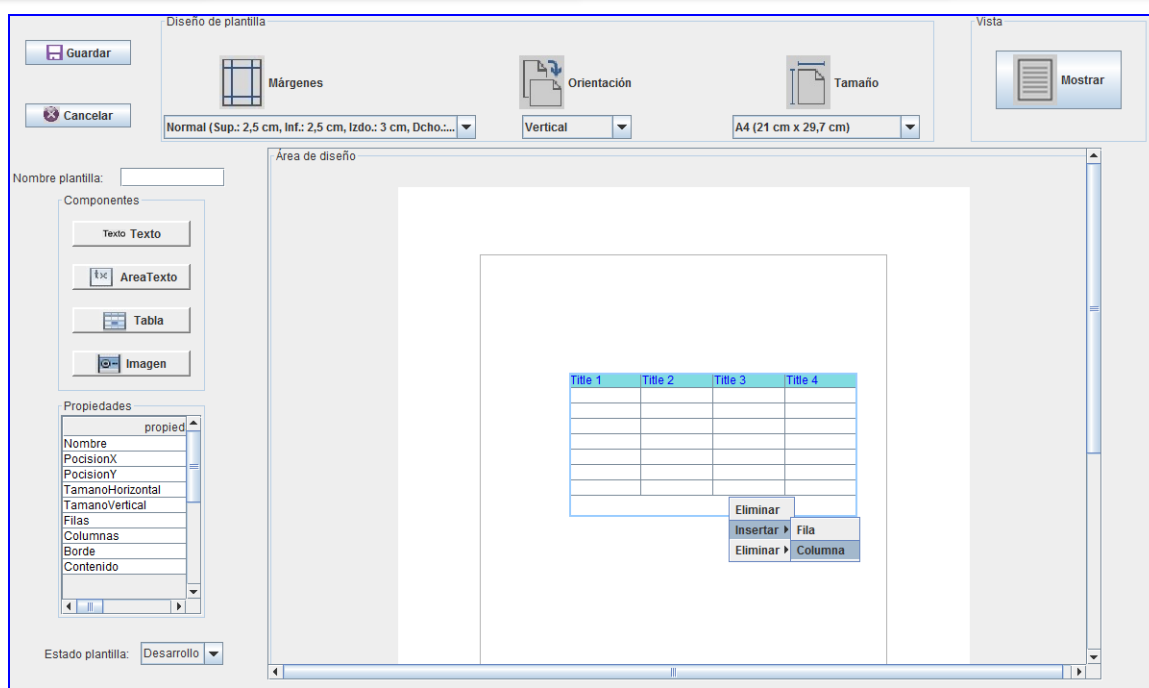 Diseño de plantilla
Vista
Guardar
Cancelar
Márgenes
Orientación
Tamaño
Mostrar
Normal (Sup.: 2,5 cm, Inf.: 2,5 cm, Izdo.: 3 cm, Dcho.:...
Vertical
A4 (21 cm x 29,7 cm)
Nombre plantilla:
Componentes
Texto Texto
txt AreaTexto
Tabla
Imagen
Propiedades
propied
Nombre
PocisionX
PocisionY
TamanoHorizontal
TamanoVertical
Filas
Columnas
Borde
Contenido
Estado plantilla: Desarrollo
Área de diseño
Title 1 Title 2 Title 3 Title 4
Eliminar
Insertar
Eliminar
Fila
Columna